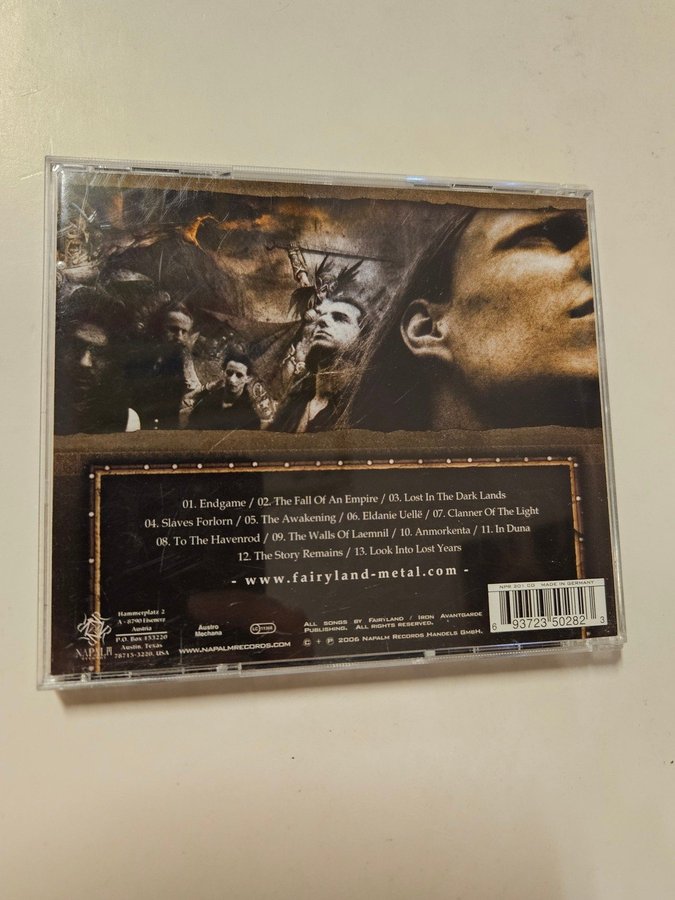 01. Endgame / 02. The Fall Of An Empire / 03. Lost In The Dark Lands
04. Slaves Forlorn / 05. The Awakening / 06. Eldanie Uellë / 07. Clanner Of The Light
08. To The Havenrod / 09. The Walls Of Laemnil / 10. Anmorkenta / 11. In Duna
12. The Story Remains / 13. Look Into Lost Years
- www.fairyland-metal.com -
NPR 201 CD MADE IN GERMANY
6 93723 50282 3
NAPALM
RECORDS
Hammerplatz 2
A - 8790 Eisenerz
Austria
P.O. Box 153220
Austin, Texas
78715-3220, USA
Austro
Mechana
LC
WWW.NAPALMRECORDS.COM
ALL SONGS BY FAIRYLAND / IRON AVANTGARDE
PUBLISHING. ALL RIGHTS RESERVED.
© + ℗ 2006 NAPALM RECORDS HANDELS GMBH.